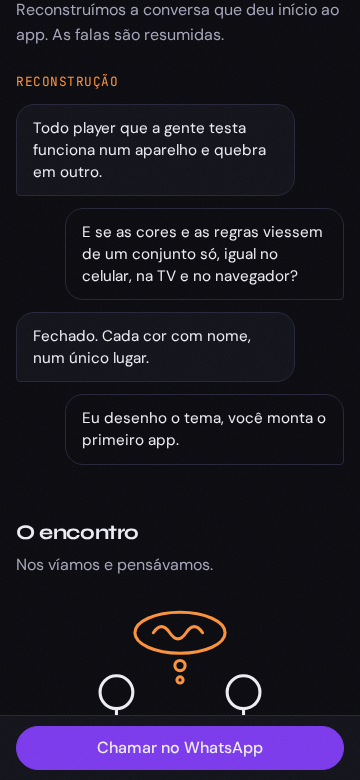 Reconstruímos a conversa que deu início ao
app. As falas são resumidas.
RECONSTRUÇÃO
Todo player que a gente testa
funciona num aparelho e quebra
em outro.
E se as cores e as regras viessem
de um conjunto só, igual no
celular, na TV e no navegador?
Fechado. Cada cor com nome,
num único lugar.
Eu desenho o tema, você monta o
primeiro app.
O encontro
Nos víamos e pensávamos.
Chamar no WhatsApp